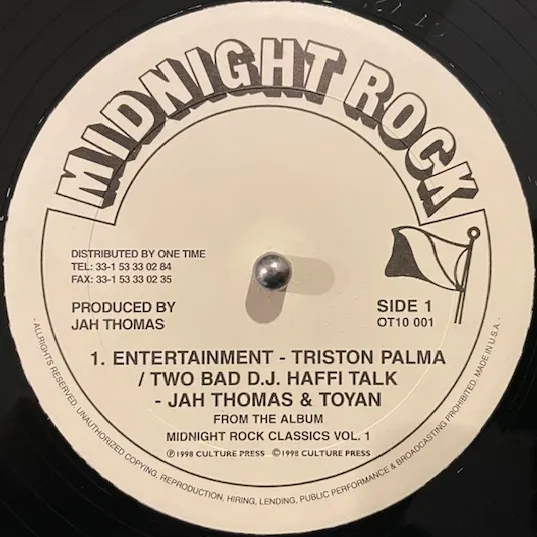 MIDNIGHT ROCK
DISTRIBUTED BY ONE TIME
TEL: 33-1 53 33 02 84
FAX: 33-1 53 33 02 35
PRODUCED BY
JAH THOMAS
SIDE 1
OT10 001
1. ENTERTAINMENT - TRISTON PALMA
/ TWO BAD D.J. HAFFI TALK
- JAH THOMAS & TOYAN
FROM THE ALBUM
MIDNIGHT ROCK CLASSICS VOL. 1
℗1998 CULTURE PRESS ©1998 CULTURE PRESS
- ALLRIGHTS RESERVED. UNAUTHORIZED COPYING, REPRODUCTION, HIRING, LENDING, PUBLIC PERFORMANCE & BROADCASTING PROHIBITED. MADE IN U.S.A. -